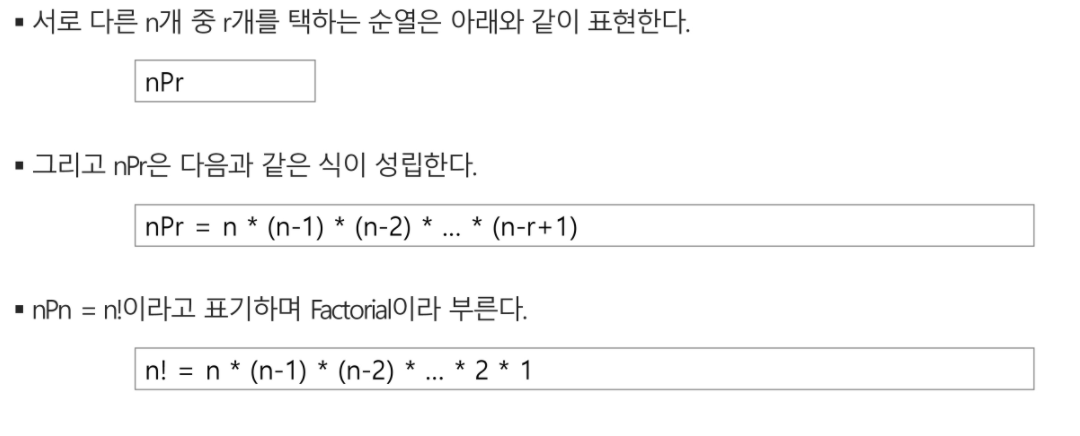 ▪ 서로 다른 n개 중 r개를 택하는 순열은 아래와 같이 표현한다.
nPr
▪ 그리고 nPr은 다음과 같은 식이 성립한다.
nPr = n * (n-1) * (n-2) * ... * (n-r+1)
▪ nPn = n!이라고 표기하며 Factorial이라 부른다.
n! = n * (n-1) * (n-2) * ... * 2 * 1